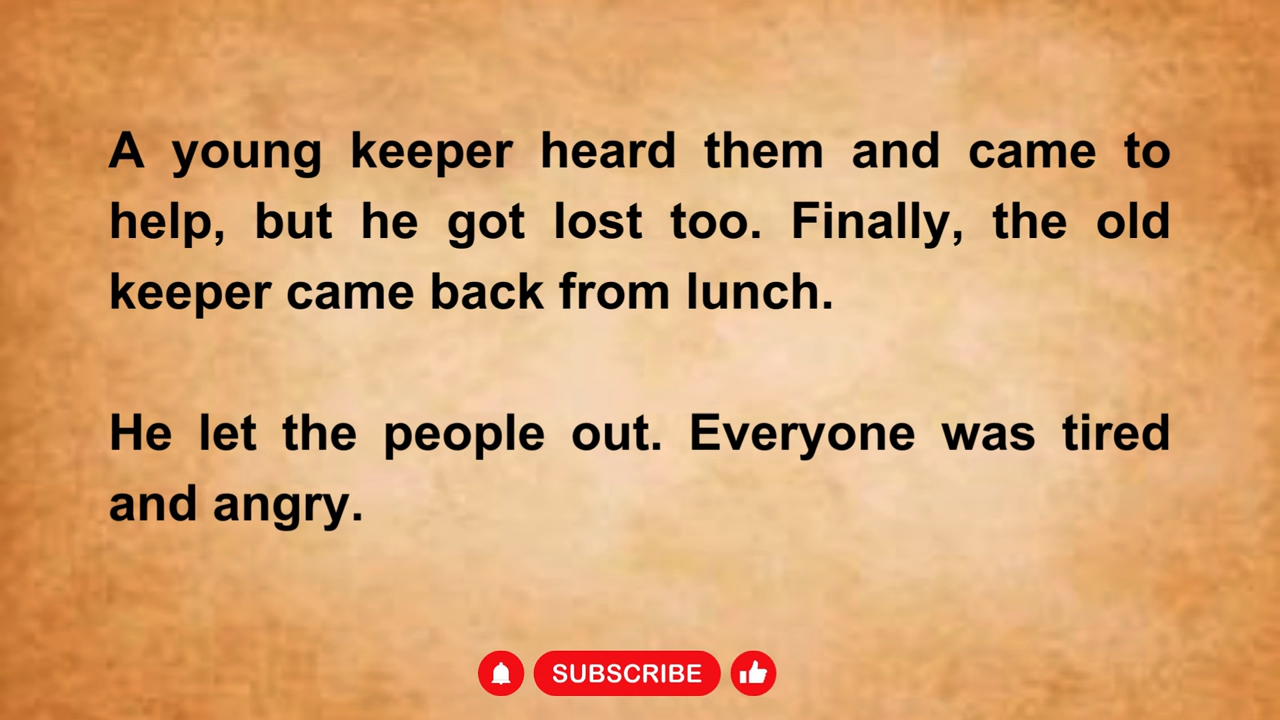 A young keeper heard them and came to
help, but he got lost too. Finally, the old
keeper came back from lunch.
He let the people out. Everyone was tired
and angry.
SUBSCRIBE